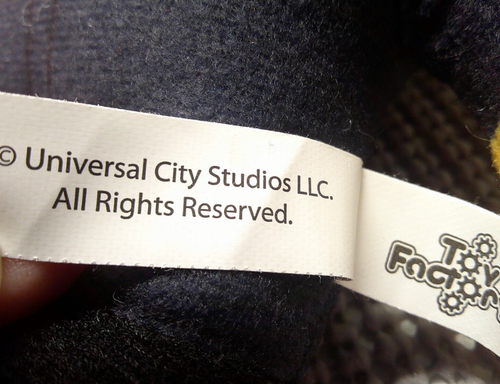 © Universal City Studios LLC.
All Rights Reserved.
Toy
Factory